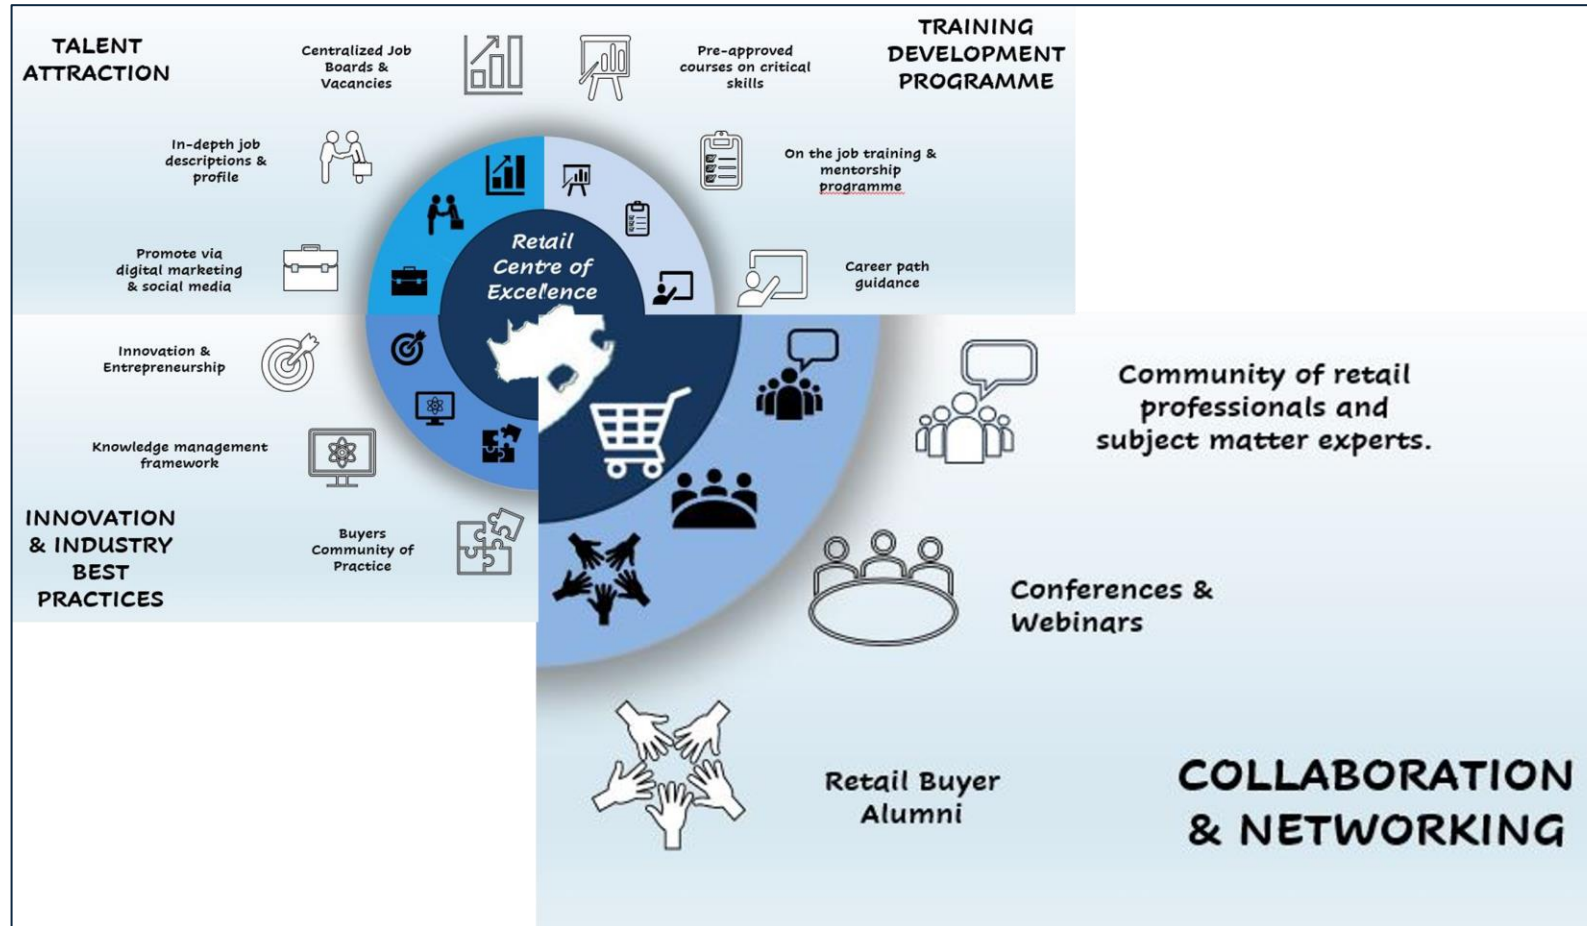 TALENT
ATTRACTION
Centralized Job
Boards &
Vacancies
In-depth job
descriptions &
profile
Promote via
digital marketing
& social media
TRAINING
DEVELOPMENT
PROGRAMME
Pre-approved
courses on critical
skills
On the job training &
mentorship
programme
Career path
guidance
Retail
Centre of
Excellence
Innovation &
Entrepreneurship
Knowledge management
framework
Buyers
Community of
Practice
INNOVATION
& INDUSTRY
BEST
PRACTICES
Community of retail
professionals and
subject matter experts.
Conferences &
Webinars
Retail Buyer
Alumni
COLLABORATION
& NETWORKING